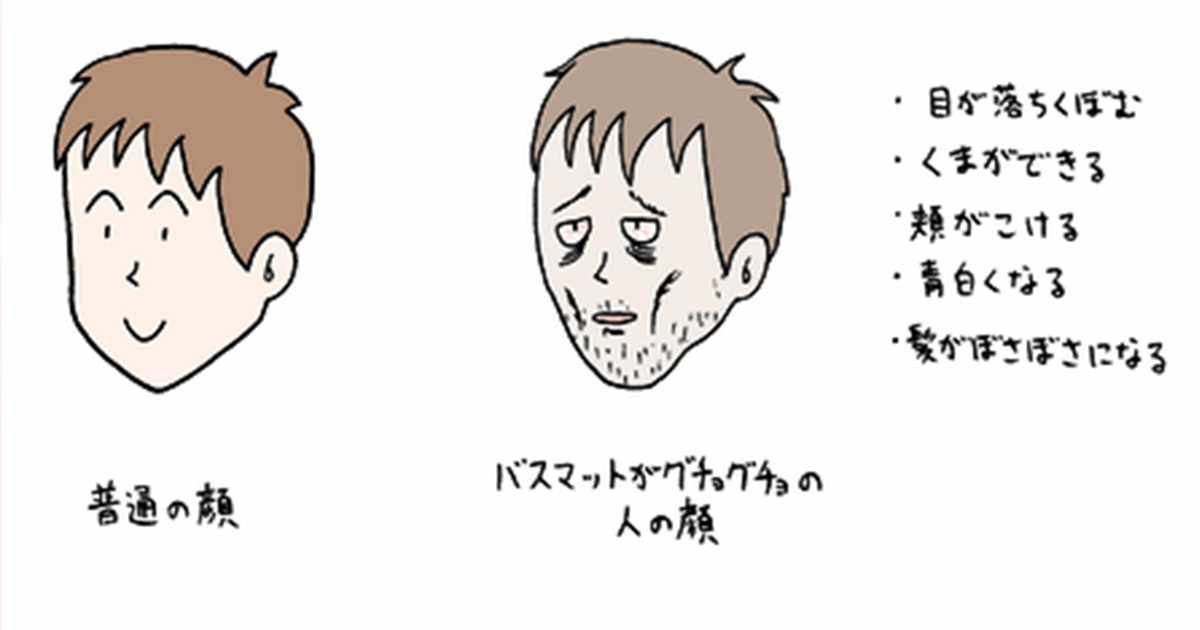 ・目が落ちくぼむ
・くまができる
・頬がこける
・青白くなる
・髪がぼさぼさになる
普通の顔
バスマットがグチョグチョの
人の顔